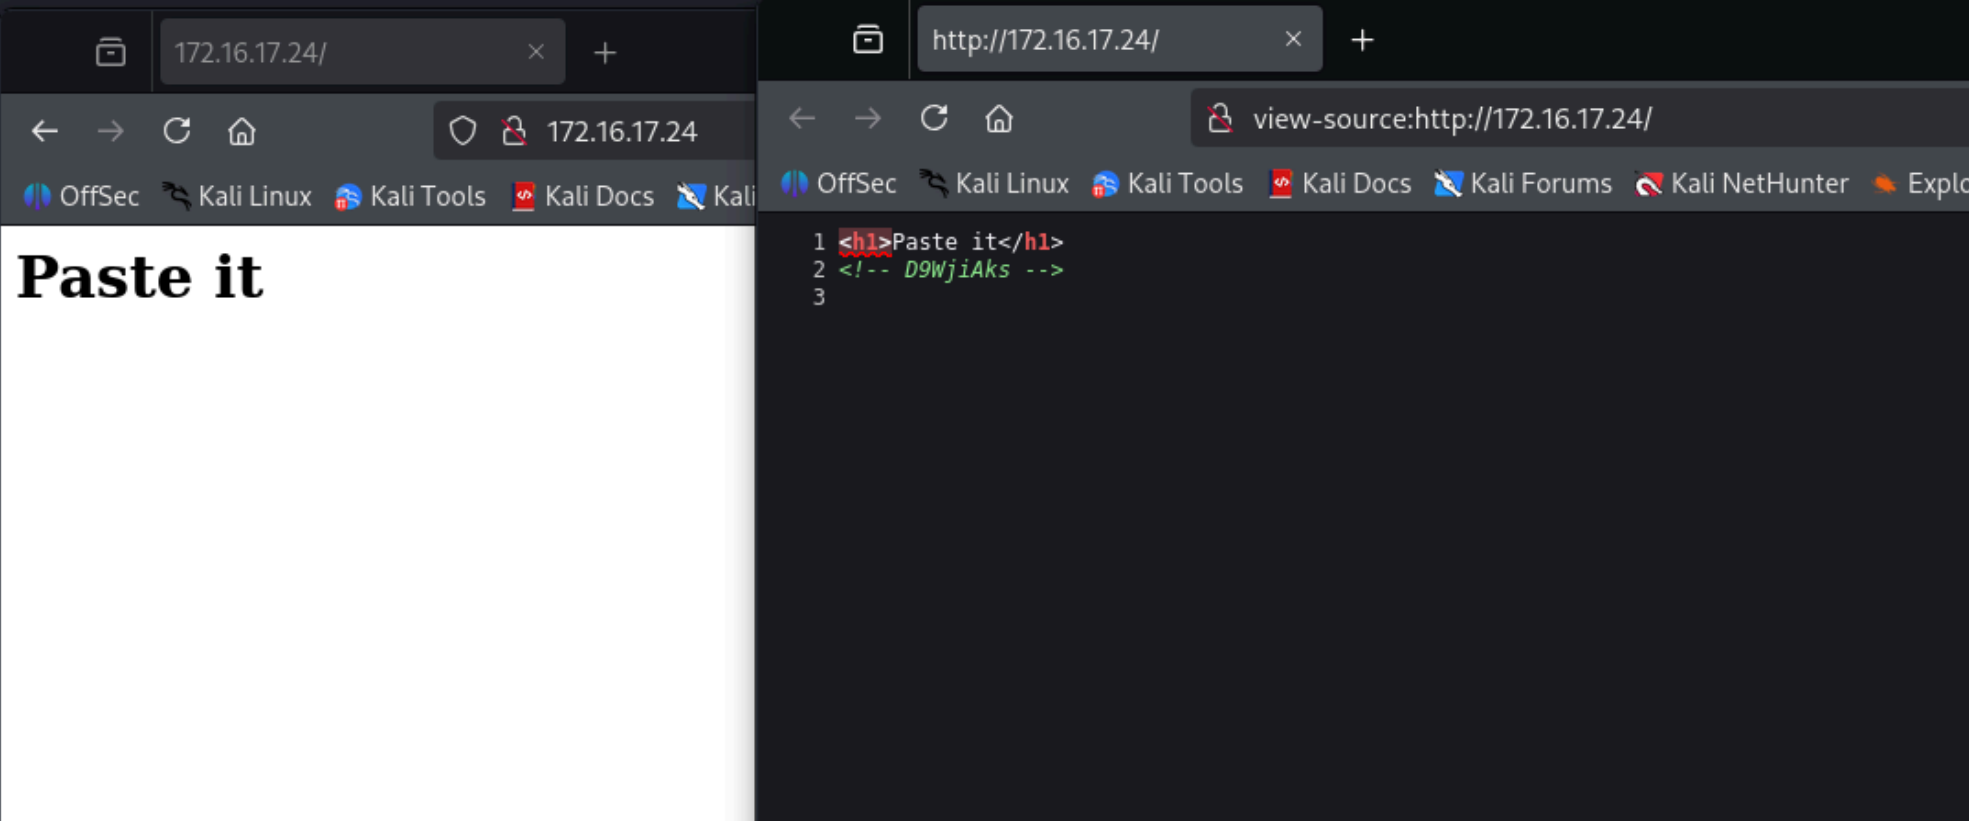 172.16.17.24/
172.16.17.24
OffSec Kali Linux Kali Tools Kali Docs Kali
Paste it
http://172.16.17.24/
view-source:http://172.16.17.24/
OffSec Kali Linux Kali Tools Kali Docs Kali Forums Kali NetHunter Explo
1 <h1>Paste it</h1>
2 <!-- D9WjiAks -->
3